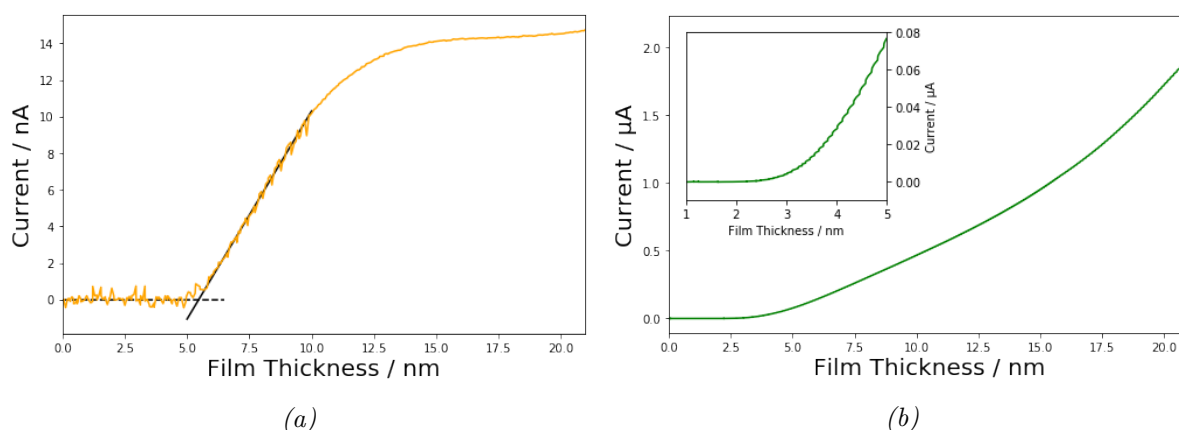 14
12
10
8
6
4
2
0
Current / nA
0.0 2.5 5.0 7.5 10.0 12.5 15.0 17.5 20.0
Film Thickness / nm
(a)
2.0
1.5
1.0
0.5
0.0
Current / μA
0.08
0.06
0.04
0.02
0.00
Current / μA
1 2 3 4 5
Film Thickness / nm
0.0 2.5 5.0 7.5 10.0 12.5 15.0 17.5 20.0
Film Thickness / nm
(b)